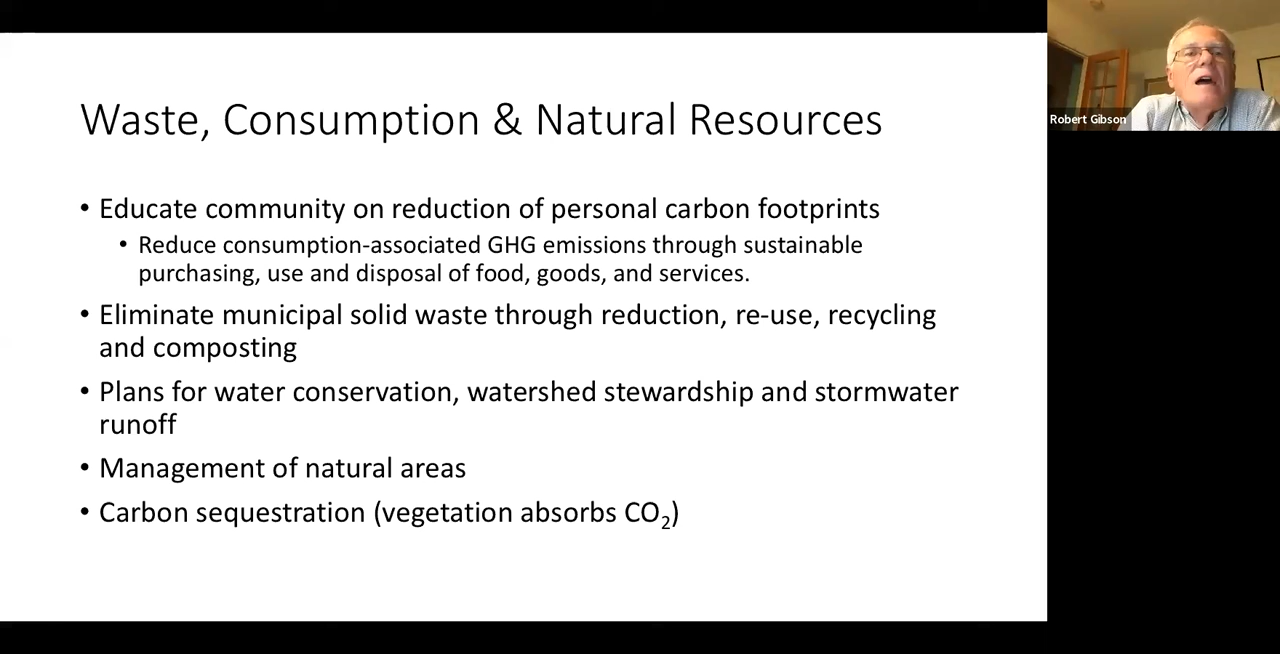 Waste, Consumption & Natural Resources
• Educate community on reduction of personal carbon footprints
• Reduce consumption-associated GHG emissions through sustainable
purchasing, use and disposal of food, goods, and services.
• Eliminate municipal solid waste through reduction, re-use, recycling
and composting
• Plans for water conservation, watershed stewardship and stormwater
runoff
• Management of natural areas
• Carbon sequestration (vegetation absorbs CO₂)
Robert Gibson